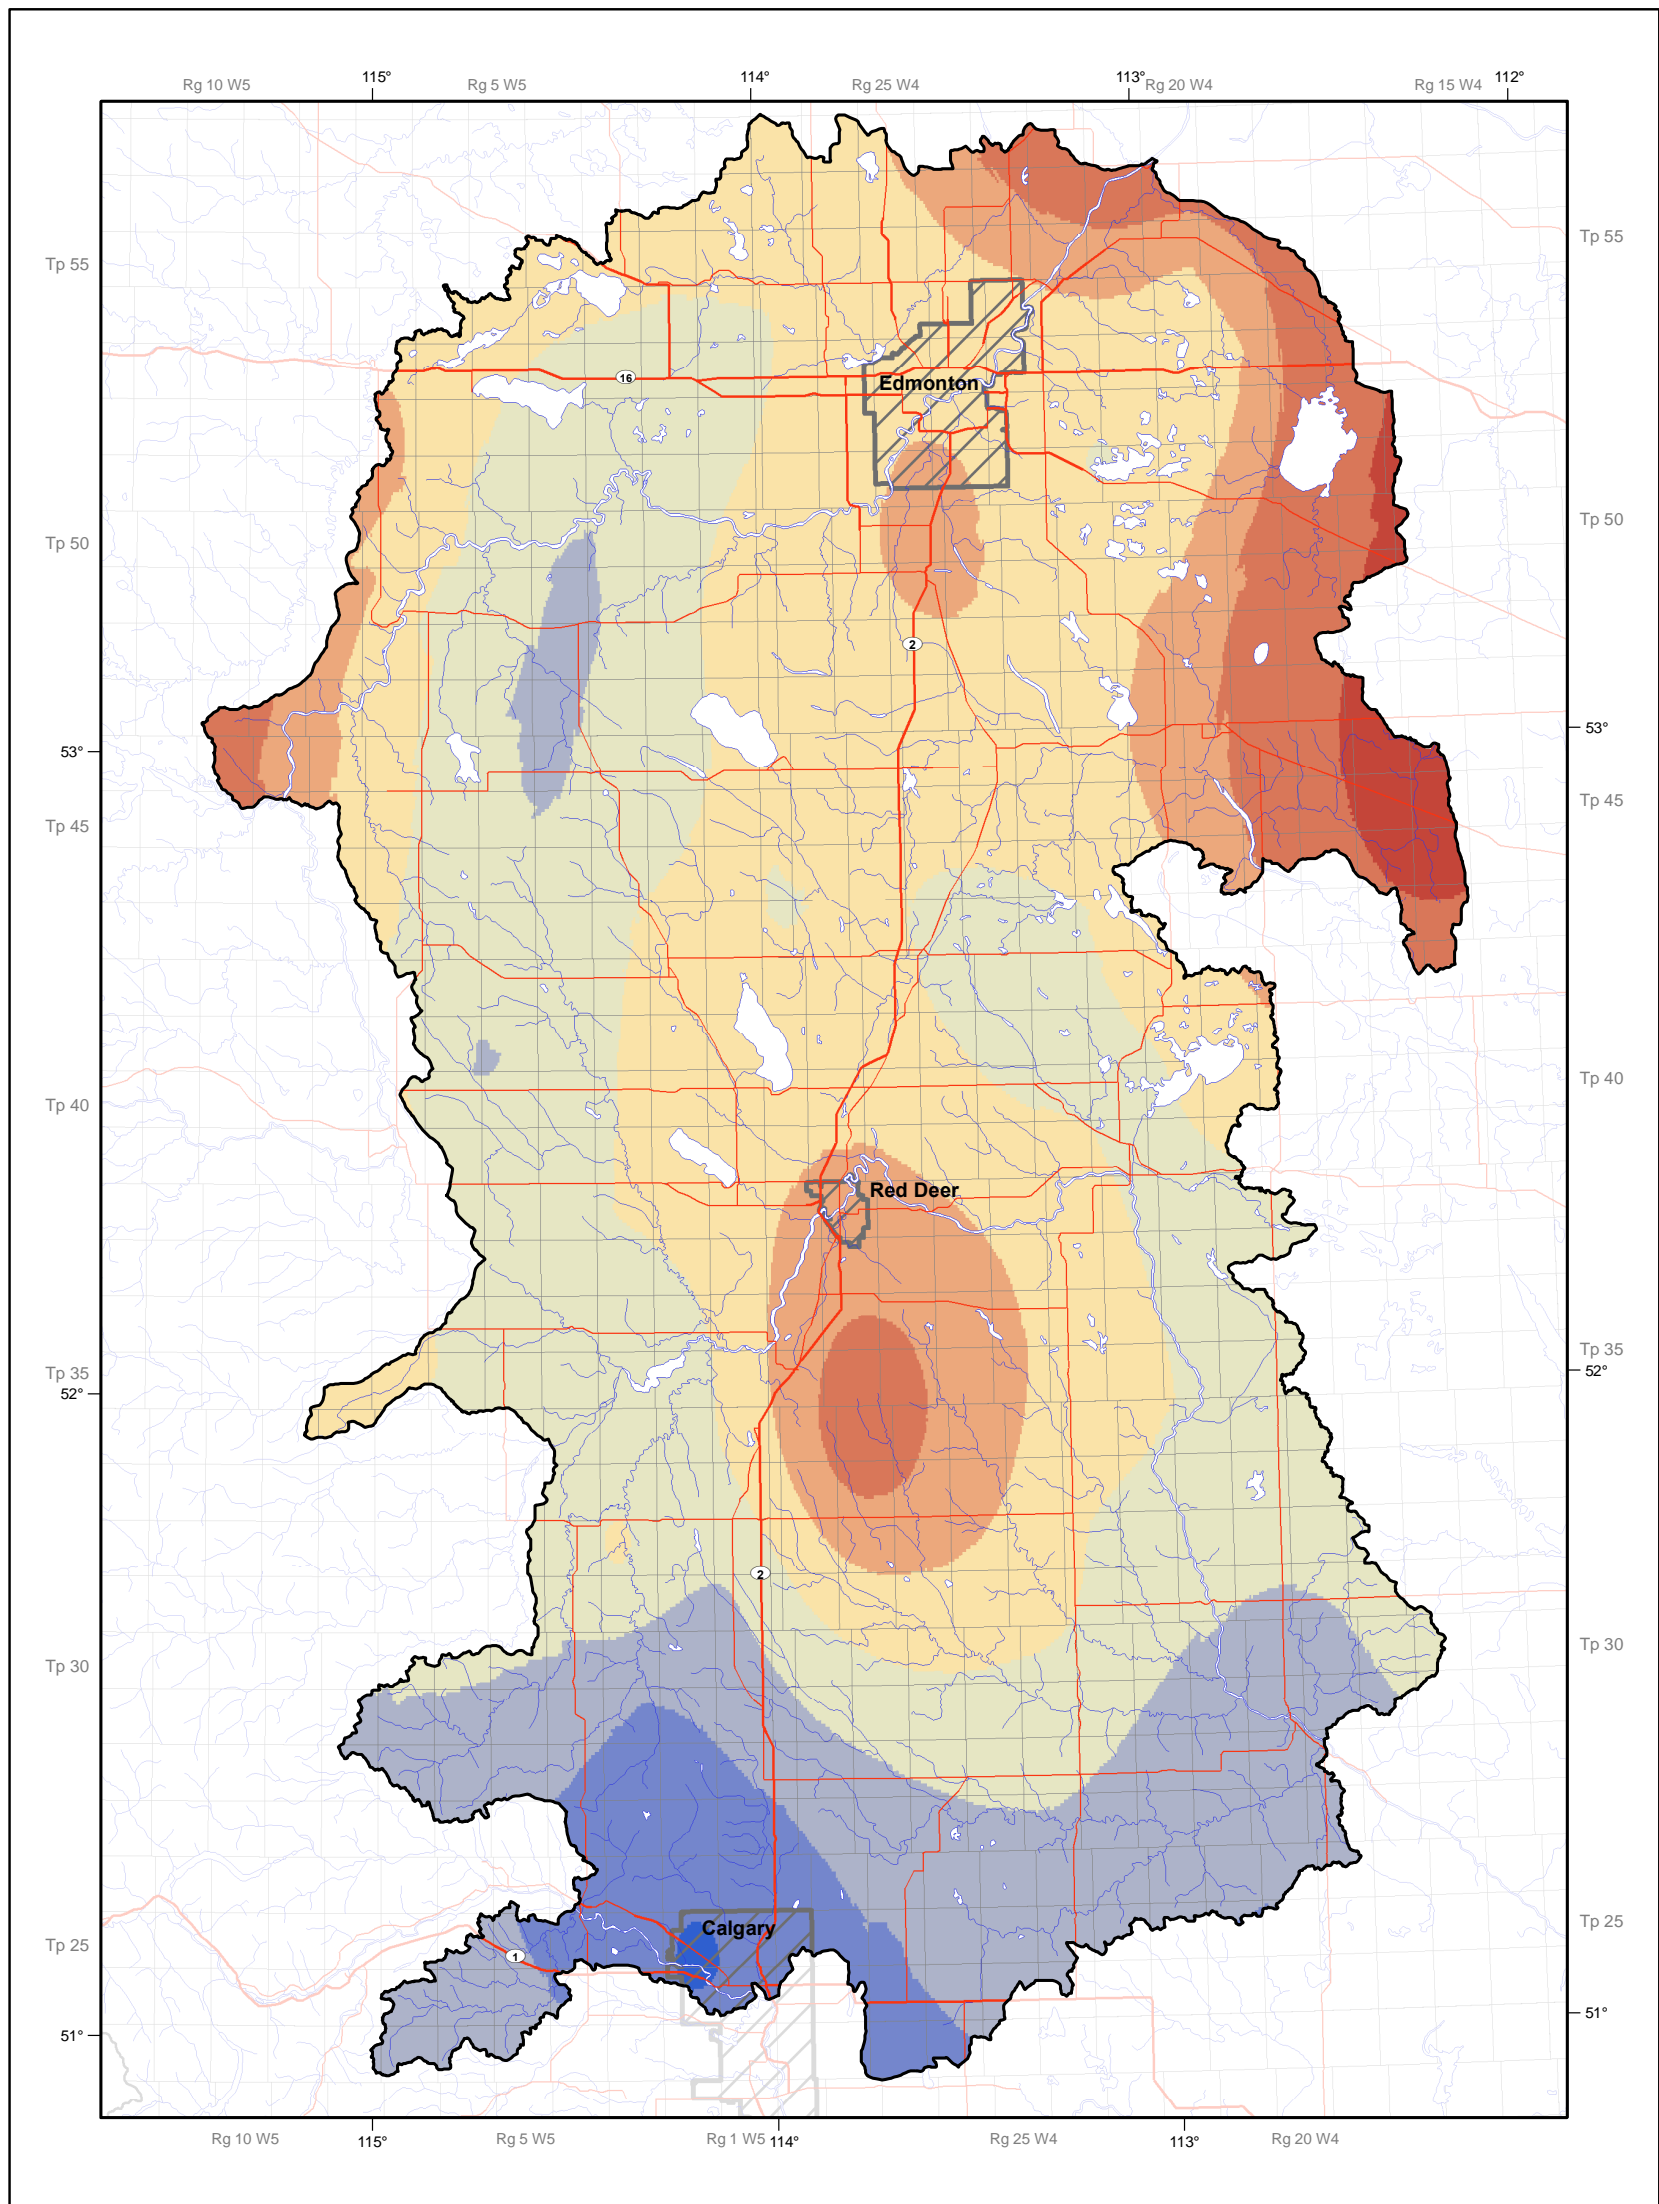 115° 114° 113° 112°
Rg 10 W5 Rg 5 W5 Rg 25 W4 Rg 20 W4 Rg 15 W4
Tp 55 Tp 55
16
Edmonton
Tp 50 Tp 50
2
53° 53°
Tp 45 Tp 45
Tp 40 Tp 40
Red Deer
Tp 35 Tp 35
52° 52°
2
Tp 30 Tp 30
Tp 25 Tp 25
Calgary
1
51° 51°
Rg 10 W5 Rg 5 W5 Rg 1 W5 Rg 25 W4 Rg 20 W4
115° 114° 113°